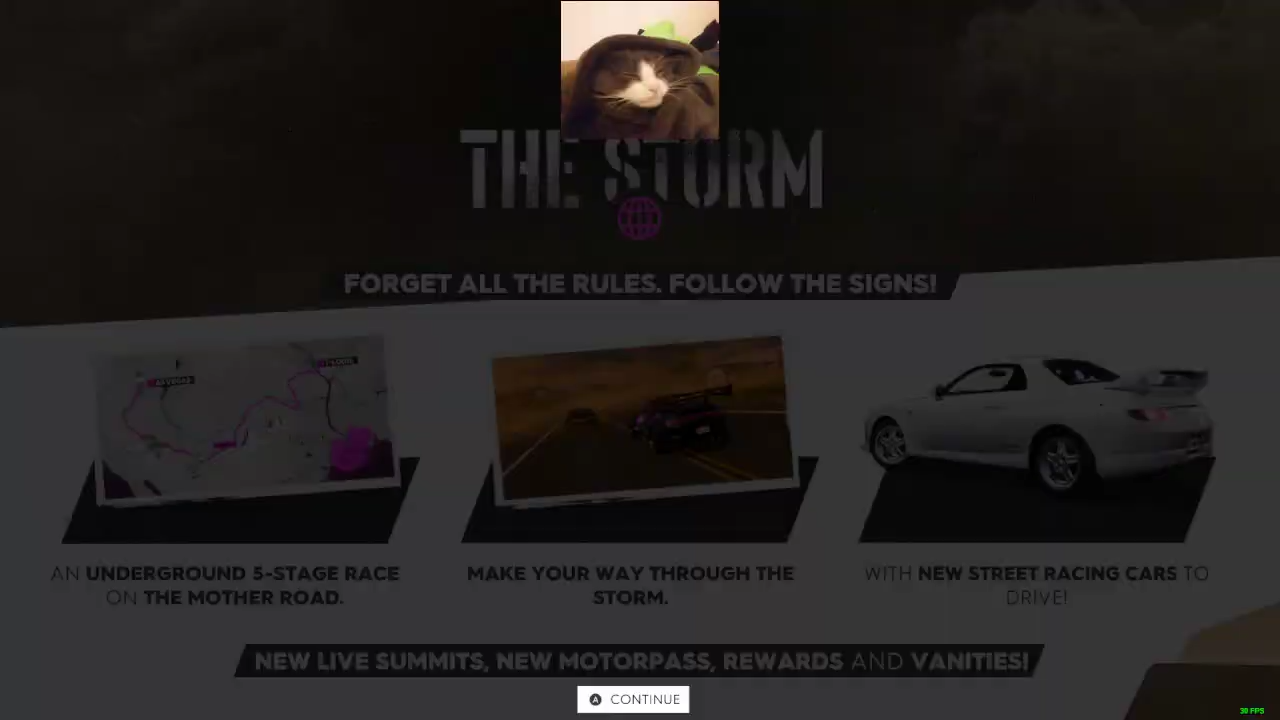 THE STORM
FORGET ALL THE RULES. FOLLOW THE SIGNS!
AN UNDERGROUND 5-STAGE RACE
ON THE MOTHER ROAD.
MAKE YOUR WAY THROUGH THE
STORM.
WITH NEW STREET RACING CARS TO
DRIVE!
NEW LIVE SUMMITS, NEW MOTORPASS, REWARDS AND VANITIES!
A CONTINUE
30 FPS